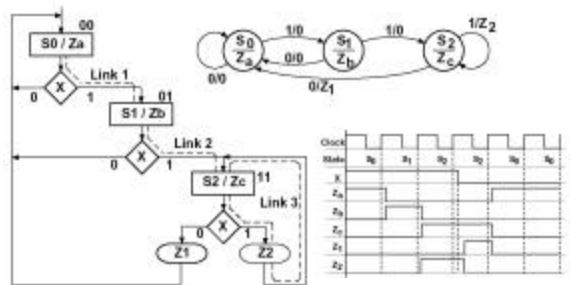 00
S0 / Za
Link 1
X
0
1
01
S1 / Zb
Link 2
X
0
1
11
S2 / Zc
Link 3
X
0
1
Z1
Z2
S0
Za
S1
Zb
S2
Zc
1/0
1/0
1/Z2
0/0
0/0
0/Z1
Clock
State S0 S1 S2 S2 S0 S0
X
Za
Zb
Zc
Z1
Z2